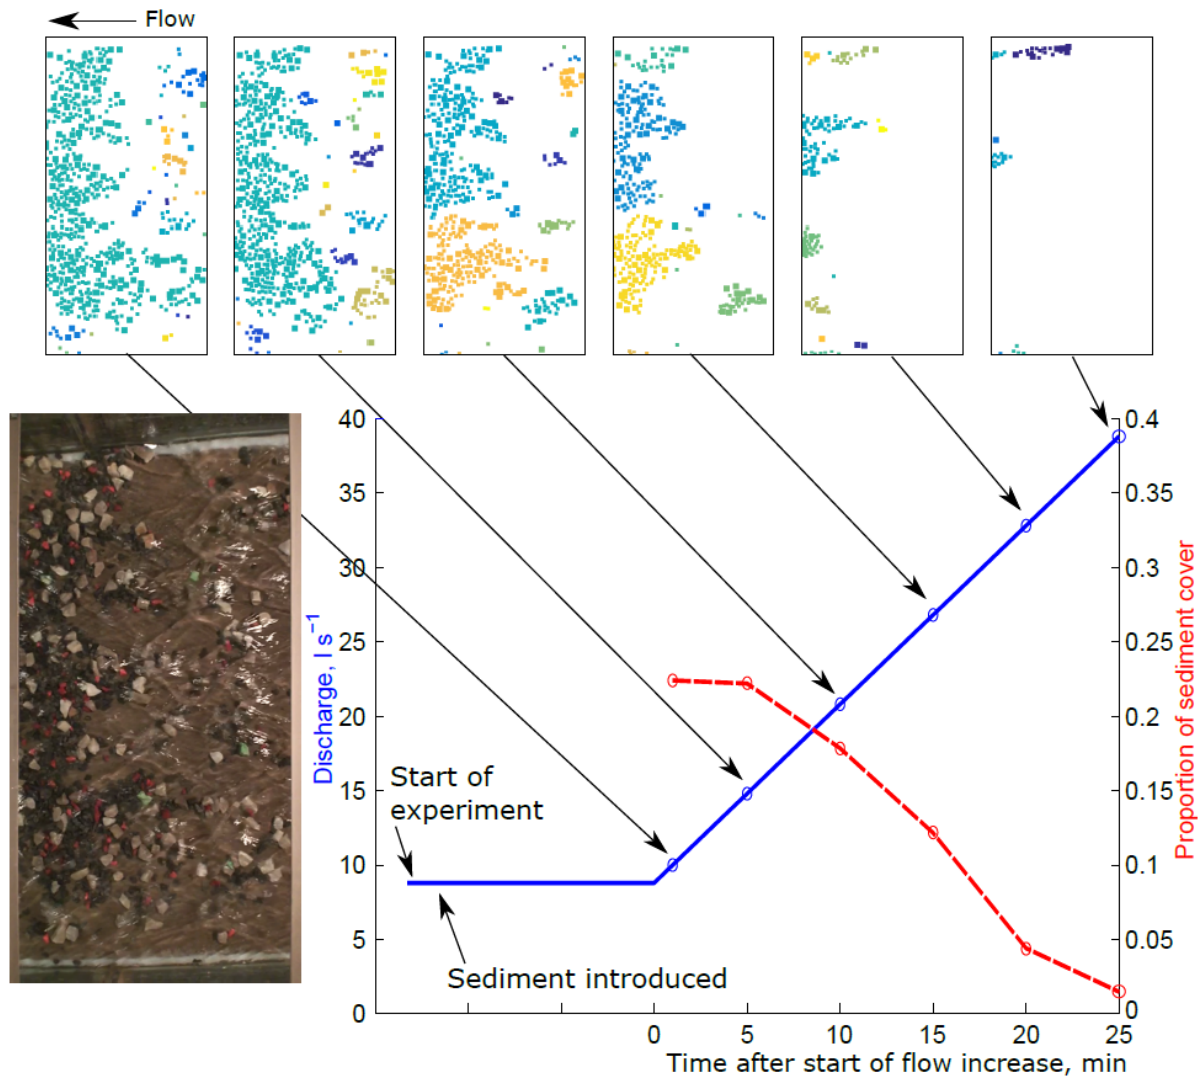 Flow
40
35
30
25
20
15
10
5
0
Discharge, l s⁻¹
Start of
experiment
Sediment introduced
0.4
0.35
0.3
0.25
0.2
0.15
0.1
0.05
0
Proportion of sediment cover
0 5 10 15 20 25
Time after start of flow increase, min